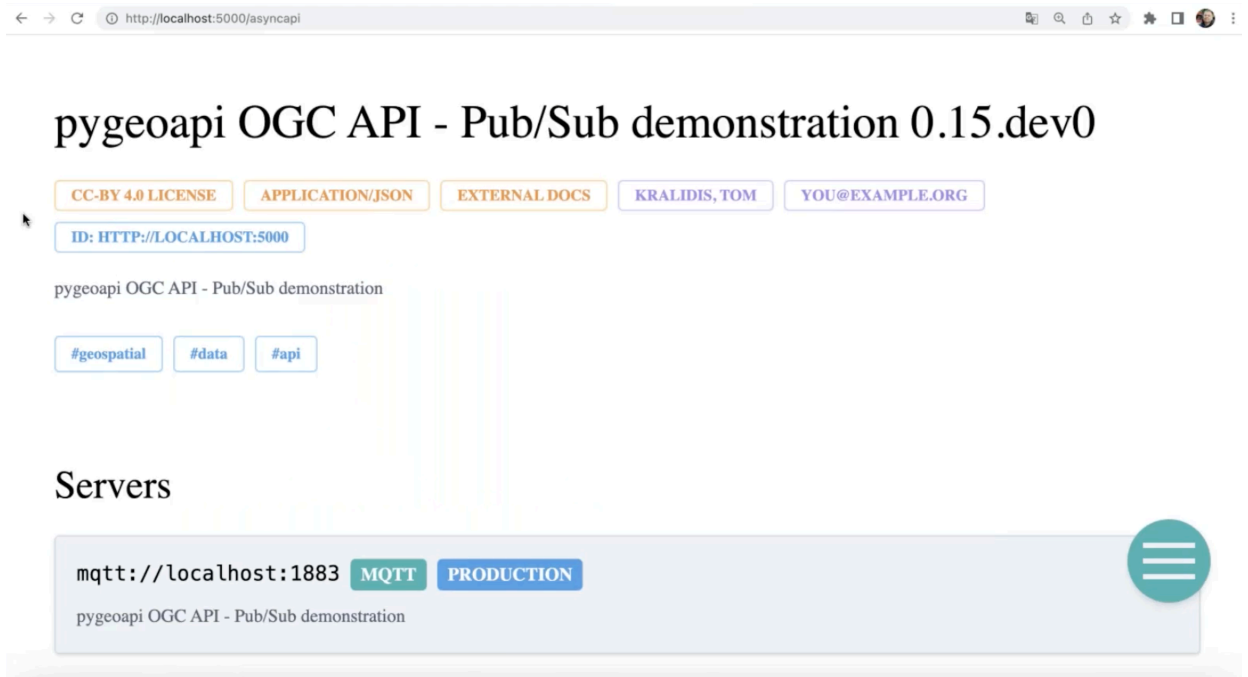 http://localhost:5000/asyncapi
pygeoapi OGC API - Pub/Sub demonstration 0.15.dev0
CC-BY 4.0 LICENSE APPLICATION/JSON EXTERNAL DOCS KRALIDIS, TOM YOU@EXAMPLE.ORG
ID: HTTP://LOCALHOST:5000
pygeoapi OGC API - Pub/Sub demonstration
#geospatial #data #api
Servers
mqtt://localhost:1883 MQTT PRODUCTION
pygeoapi OGC API - Pub/Sub demonstration